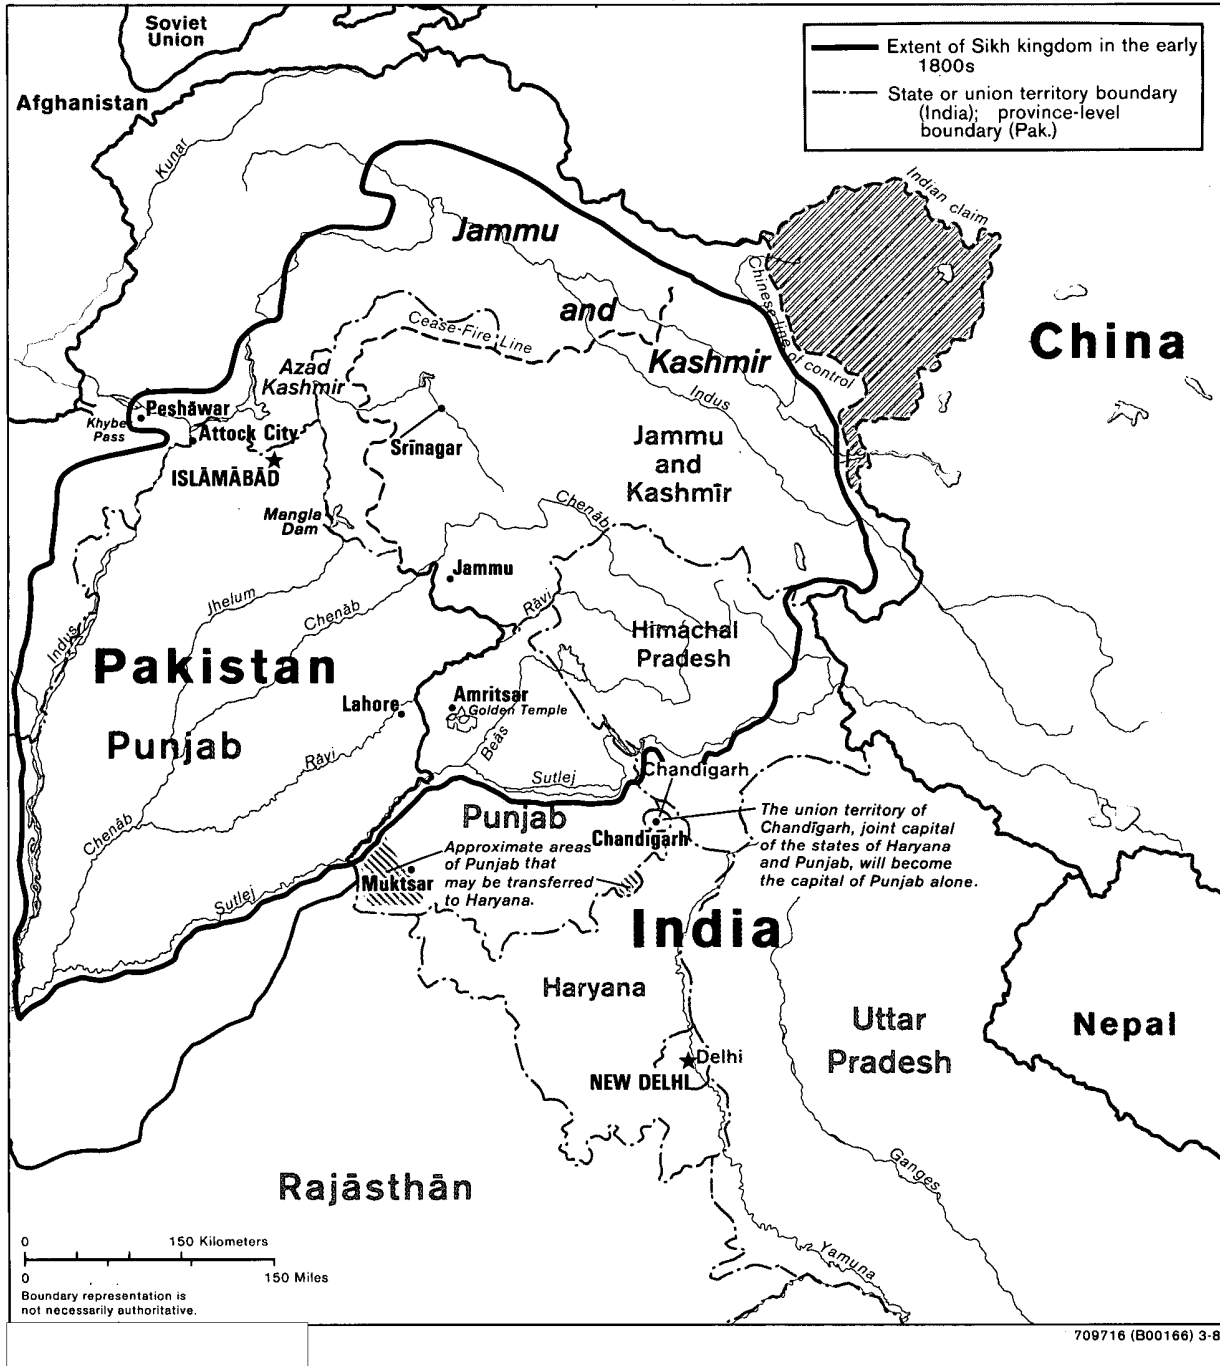 Soviet
Union
Extent of Sikh kingdom in the early
1800s
State or union territory boundary
(India); province-level
boundary (Pak.)
Afghanistan
Kunar
Indian claim
Jammu
and
Kashmir
Chinese line of control
China
Cease-Fire Line
Azad
Kashmir
Indus
Peshāwar
Khybe
Pass
Attock City
Srīnagar
ISLĀMĀBĀD
Jammu
and
Kashmīr
Mangla
Dam
Chenāb
Jammu
Jhelum
Chenāb
Rāvi
Indus
Himāchal
Pradesh
Pakistan
Punjab
Lahore
Amritsar
Golden Temple
Beās
Rāvi
Sutlej
Chandīgarh
Chenāb
Punjab
Chandīgarh
The union territory of
Chandīgarh, joint capital
of the states of Haryana
and Punjab, will become
the capital of Punjab alone.
Approximate areas
of Punjab that
may be transferred
to Haryana.
Muktsar
Sutlej
India
Haryana
Uttar
Pradesh
Nepal
Delhi
NEW DELHI
Rajāsthān
Ganges
Yamuna
0 150 Kilometers
0 150 Miles
Boundary representation is
not necessarily authoritative.
709716 (B00166) 3-8